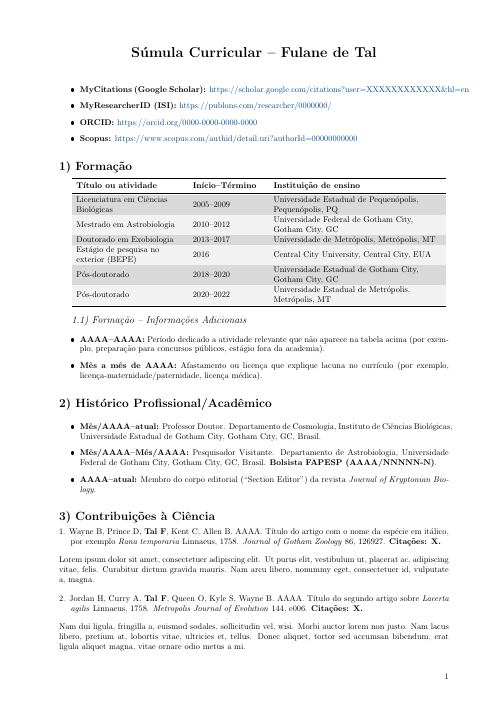 Súmula Curricular – Fulane de Tal
• MyCitations (Google Scholar): https://scholar.google.com/citations?user=XXXXXXXXXXXXX&hl=en
• MyResearcherID (ISI): https://publons.com/researcher/0000000/
• ORCID: https://orcid.org/0000-0000-0000-0000
• Scopus: https://www.scopus.com/authid/detail.uri?authorId=00000000000
1) Formação
Título ou atividade Início–Término Instituição de ensino
Licenciatura em Ciências Biológicas 2005–2009 Universidade Estadual de Pequenópolis, Pequenópolis, PQ
Mestrado em Astrobiologia 2010–2012 Universidade Federal de Gotham City, Gotham City, GC
Doutorado em Exobiologia 2013–2017 Universidade de Metrópolis, Metrópolis, MT
Estágio de pesquisa no exterior (BEPE) 2016 Central City University, Central City, EUA
Pós-doutorado 2018–2020 Universidade Estadual de Gotham City, Gotham City, GC
Pós-doutorado 2020–2022 Universidade Estadual de Metrópolis, Metrópolis, MT
1.1) Formação – Informações Adicionais
• AAAA–AAAA: Período dedicado a atividade relevante que não aparece na tabela acima (por exem-
plo, preparação para concursos públicos, estágio fora da academia).
• Mês a mês de AAAA: Afastamento ou licença que explique lacuna no currículo (por exemplo,
licença-maternidade/paternidade, licença médica).
2) Histórico Profissional/Acadêmico
• Mês/AAAA–atual: Professor Doutor. Departamento de Cosmologia, Instituto de Ciências Biológicas,
Universidade Estadual de Gotham City, Gotham City, GC, Brasil.
• Mês/AAAA–Mês/AAAA: Pesquisador Visitante. Departamento de Astrobiologia, Universidade
Federal de Gotham City, Gotham City, GC, Brasil. Bolsista FAPESP (AAAA/NNNNN-N).
• AAAA–atual: Membro do corpo editorial (“Section Editor”) da revista Journal of Kryptonian Bio-
logy.
3) Contribuições à Ciência
1. Wayne B, Prince D, Tal F, Kent C, Allen B. AAAA. Título do artigo com o nome da espécie em itálico,
por exemplo Rana temporaria Linnaeus, 1758. Journal of Gotham Zoology 86, 126927. Citações: X.
Lorem ipsum dolor sit amet, consectetuer adipiscing elit. Ut purus elit, vestibulum ut, placerat ac, adipiscing
vitae, felis. Curabitur dictum gravida mauris. Nam arcu libero, nonummy eget, consectetuer id, vulputate
a, magna.
2. Jordan H, Curry A, Tal F, Queen O, Kyle S, Wayne B. AAAA. Título do segundo artigo sobre Lacerta
agilis Linnaeus, 1758. Metropolis Journal of Evolution 144, e006. Citações: X.
Nam dui ligula, fringilla a, euismod sodales, sollicitudin vel, wisi. Morbi auctor lorem non justo. Nam lacus
libero, pretium at, lobortis vitae, ultricies et, tellus. Donec aliquet, tortor sed accumsan bibendum, erat
ligula aliquet magna, vitae ornare odio metus a mi.
1